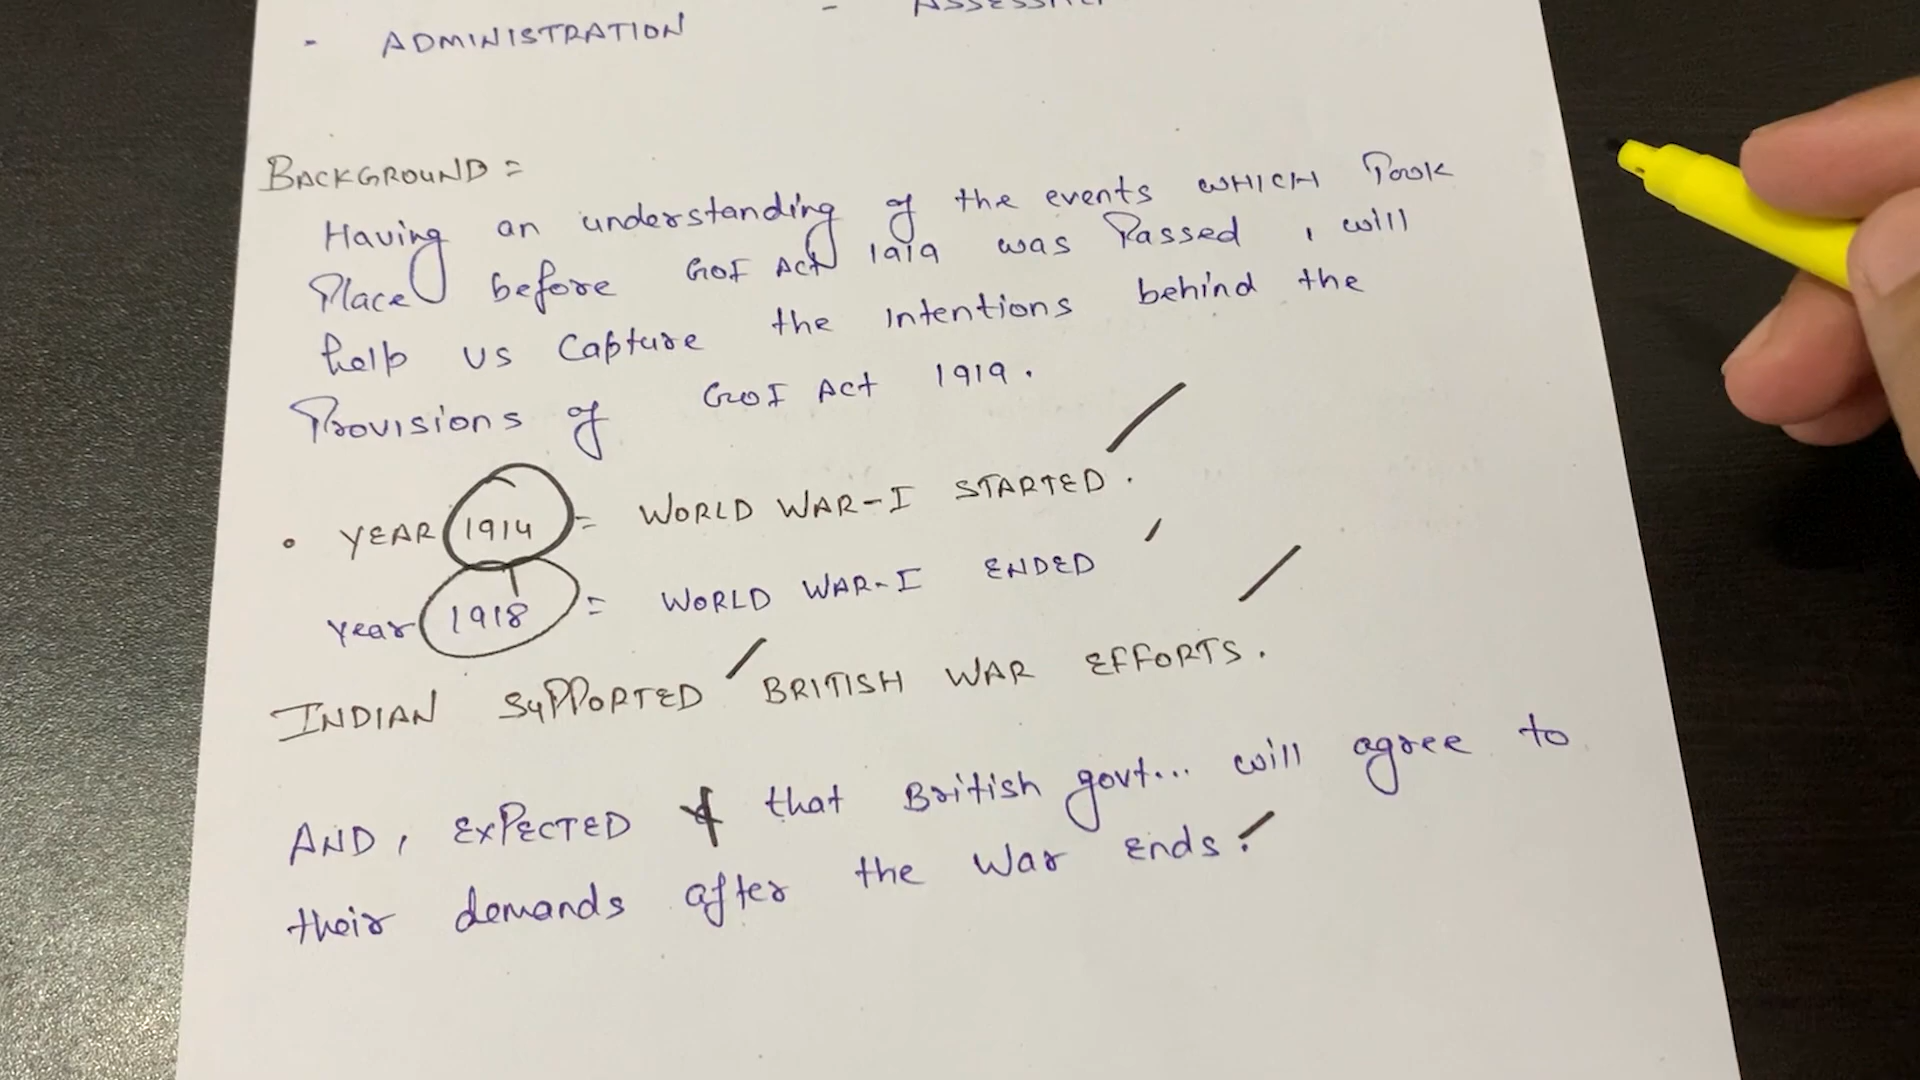 - ADMINISTRATION -
BACKGROUND =
Having an understanding of the events WHICH Took
Place before GOI Act 1919 was Passed , will
help us Capture the Intentions behind the
Provisions of GOI Act 1919.
• YEAR 1914 = WORLD WAR-I STARTED.
Year 1918 = WORLD WAR-I ENDED
INDIAN SUPPORTED BRITISH WAR EFFORTS.
AND, EXPECTED that British govt... will agree to
their demands after the War Ends.